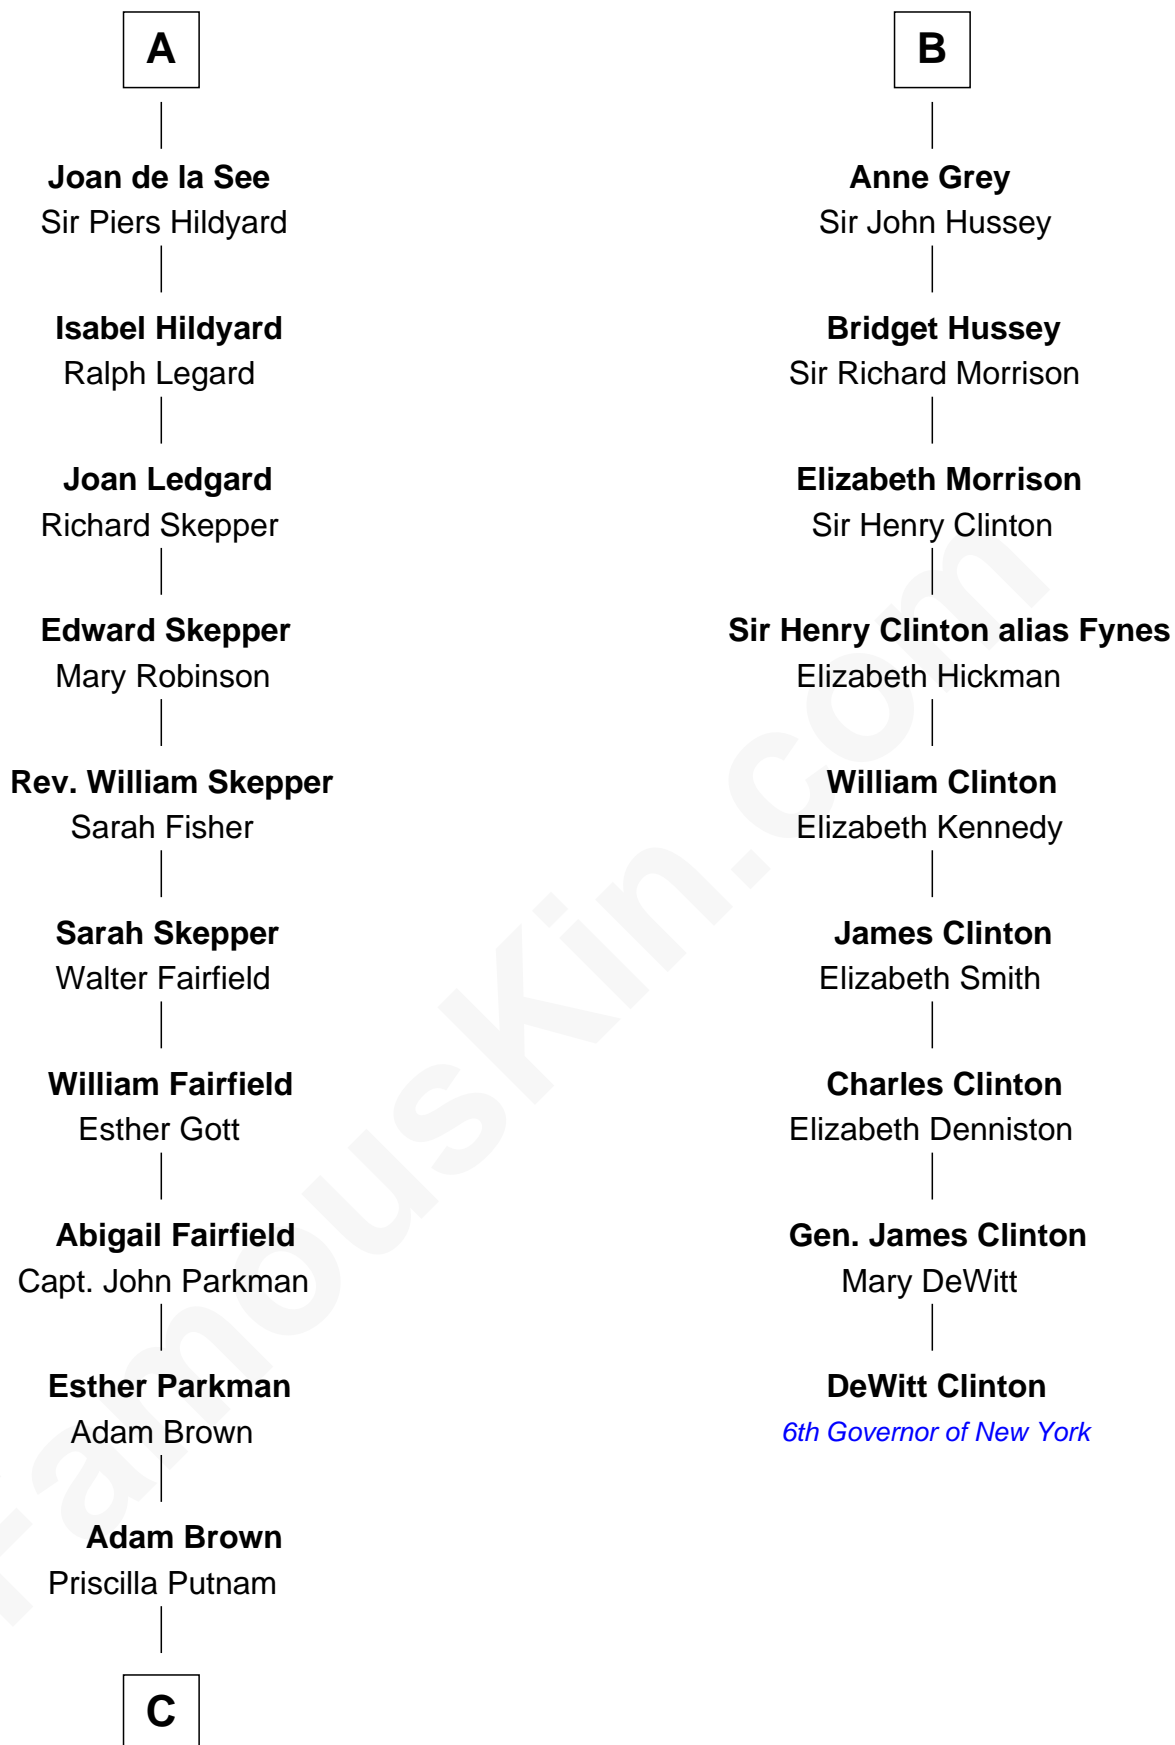 A
Joan de la See
Sir Piers Hildyard
Isabel Hildyard
Ralph Legard
Joan Ledgard
Richard Skepper
Edward Skepper
Mary Robinson
Rev. William Skepper
Sarah Fisher
Sarah Skepper
Walter Fairfield
William Fairfield
Esther Gott
Abigail Fairfield
Capt. John Parkman
Esther Parkman
Adam Brown
Adam Brown
Priscilla Putnam
C
B
Anne Grey
Sir John Hussey
Bridget Hussey
Sir Richard Morrison
Elizabeth Morrison
Sir Henry Clinton
Sir Henry Clinton alias Fynes
Elizabeth Hickman
William Clinton
Elizabeth Kennedy
James Clinton
Elizabeth Smith
Charles Clinton
Elizabeth Denniston
Gen. James Clinton
Mary DeWitt
DeWitt Clinton
6th Governor of New York
FamousKin.com